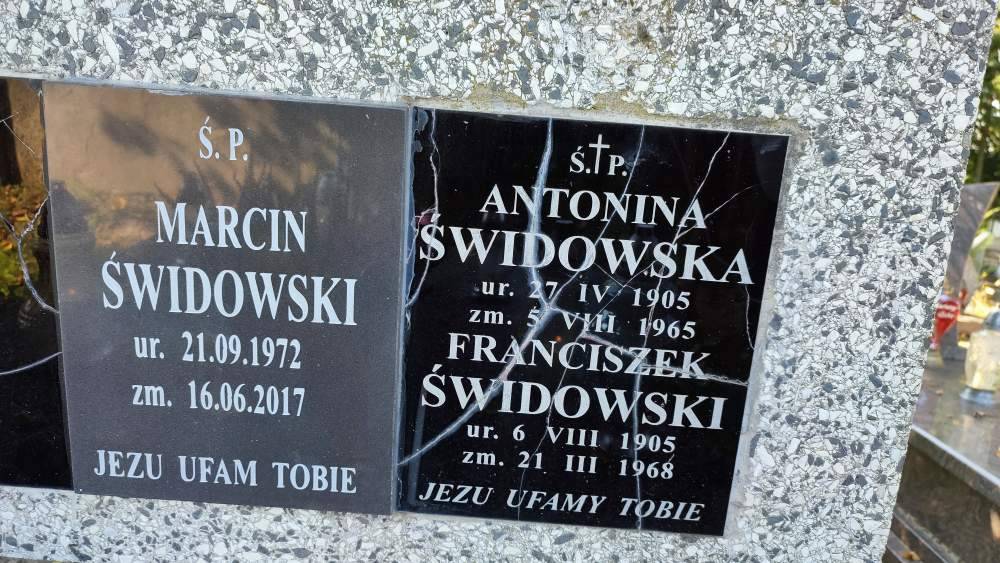 Ś. P.
MARCIN
ŚWIDOWSKI
ur. 21.09.1972
zm. 16.06.2017
JEZU UFAM TOBIE
Ś.†P.
ANTONINA
ŚWIDOWSKA
ur. 27 IV 1905
zm. 5 VIII 1965
FRANCISZEK
ŚWIDOWSKI
ur. 6 VIII 1905
zm. 21 III 1968
JEZU UFAMY TOBIE